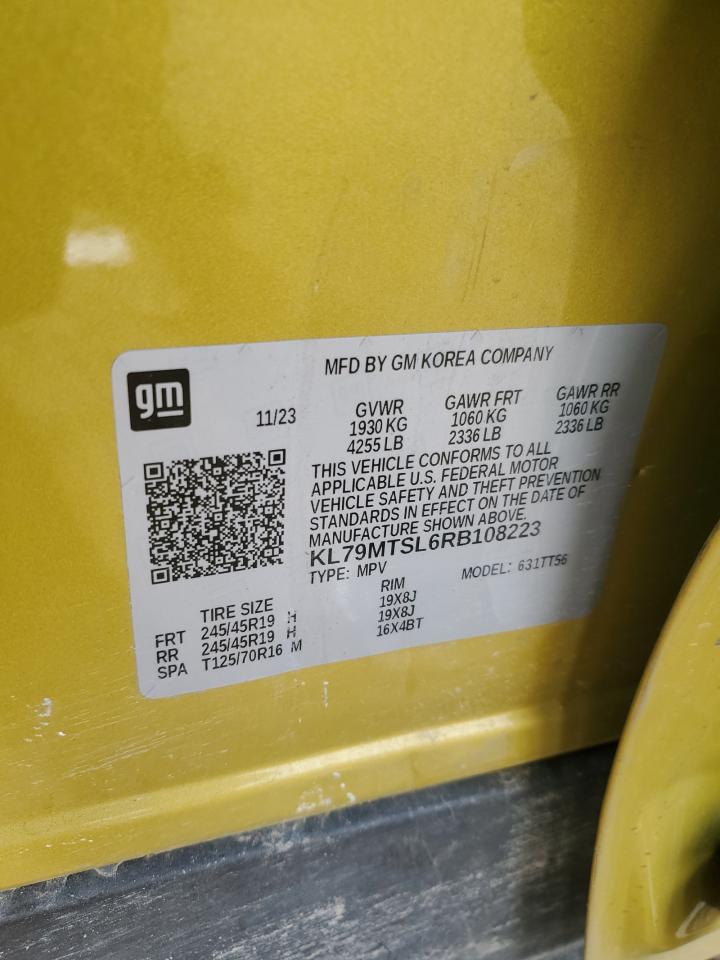 MFD BY GM KOREA COMPANY
gm
11/23
GVWR GAWR FRT GAWR RR
1930 KG 1060 KG 1060 KG
4255 LB 2336 LB 2336 LB
THIS VEHICLE CONFORMS TO ALL
APPLICABLE U.S. FEDERAL MOTOR
VEHICLE SAFETY AND THEFT PREVENTION
STANDARDS IN EFFECT ON THE DATE OF
MANUFACTURE SHOWN ABOVE.
KL79MTSL6RB108223
TYPE: MPV MODEL: 631TT56
TIRE SIZE RIM
FRT 245/45R19 H 19X8J
RR 245/45R19 H 19X8J
SPA T125/70R16 M 16X4BT